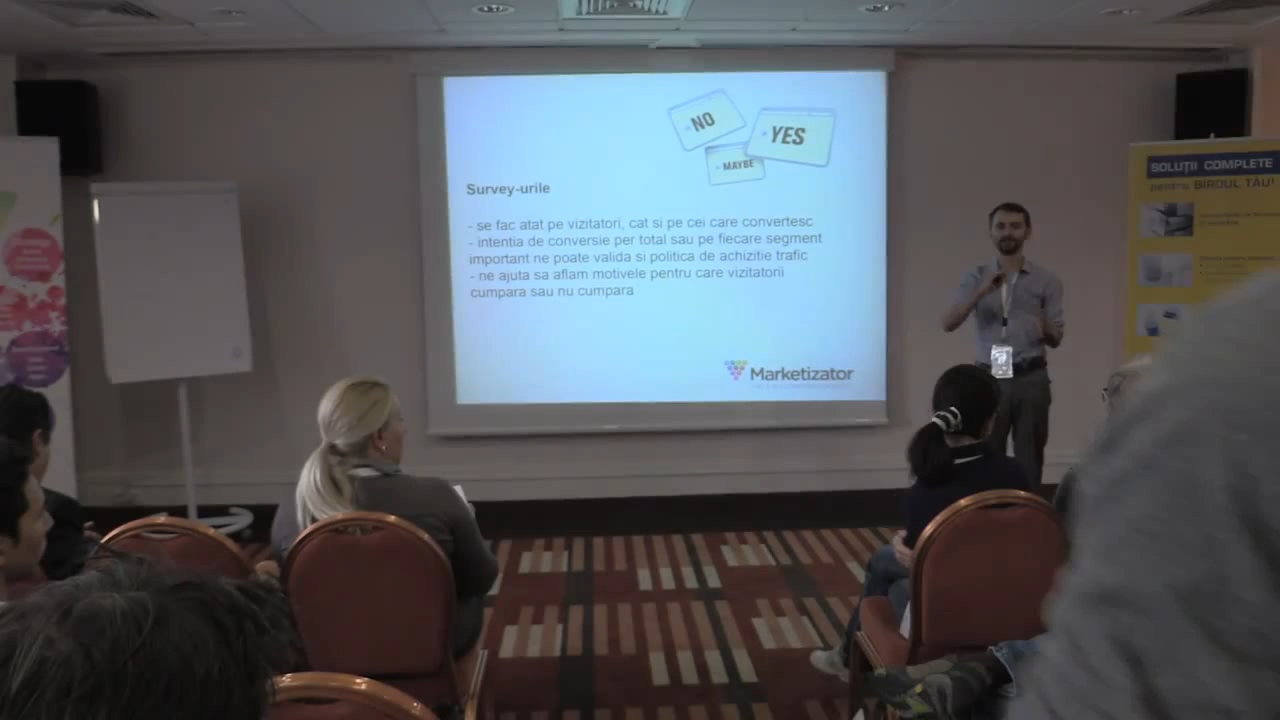 NO
YES
MAYBE
Survey-urile
- se fac atat pe vizitatori, cat si pe cei care convertesc
- intentia de conversie per total sau pe fiecare segment
important ne poate valida si politica de achizitie trafic
- ne ajuta sa aflam motivele pentru care vizitatorii
cumpara sau nu cumpara
Marketizator
SOLUȚII COMPLETE
pentru BIROUL TĂU!